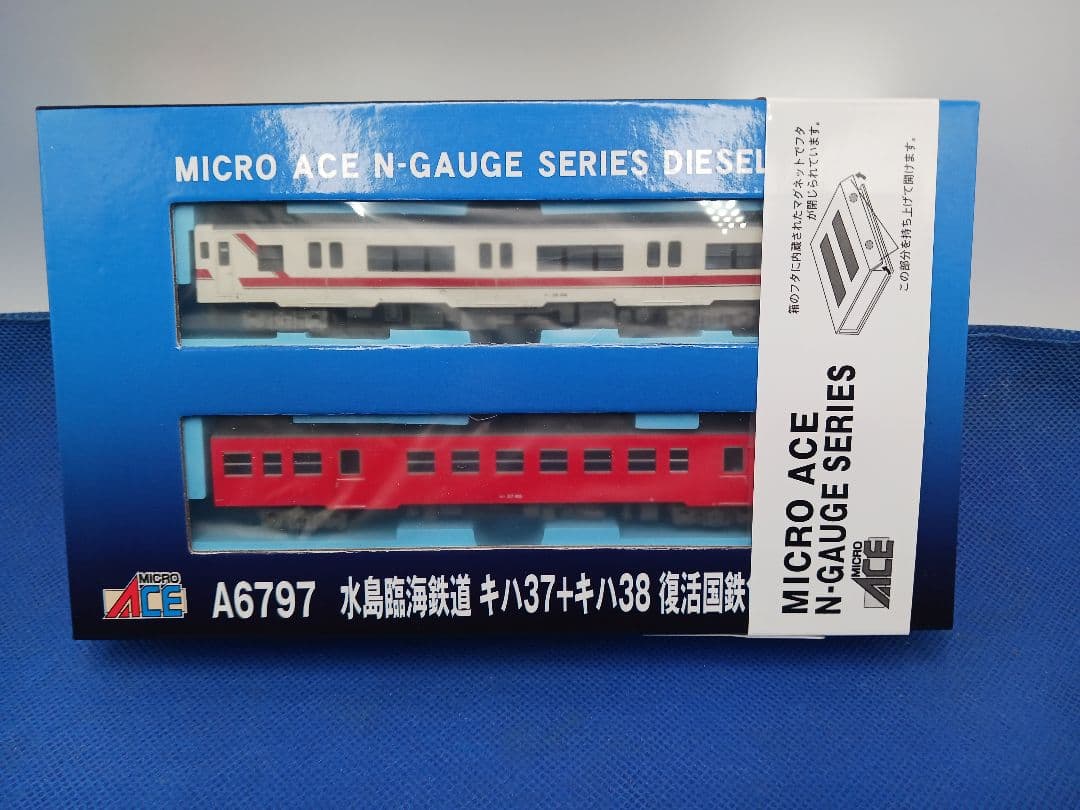 MICRO ACE N-GAUGE SERIES DIESEL
箱のフタに内蔵されたマグネットでフタ
が閉じられています。
この部分を持ち上げて開けます。
MICRO ACE
N-GAUGE SERIES
MICRO
ACE
MICRO
ACE
A6797 水島臨海鉄道 キハ37+キハ38 復活国鉄